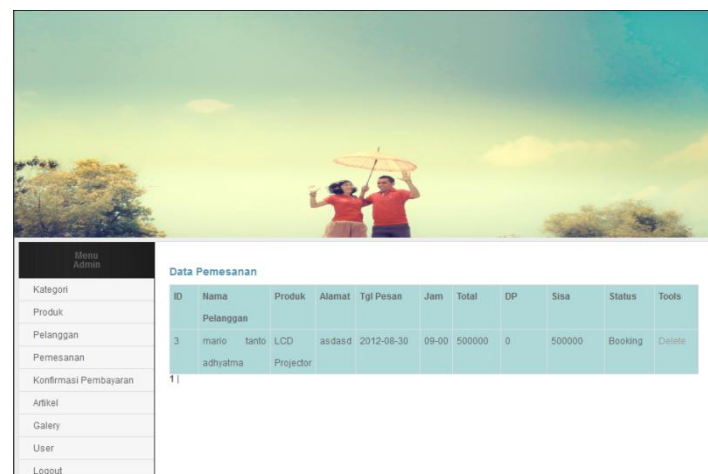 Menu
Admin
Kategori
Produk
Pelanggan
Pemesanan
Konfirmasi Pembayaran
Artikel
Galery
User
Logout
Data Pemesanan
ID Nama Produk Alamat Tgl Pesan Jam Total DP Sisa Status Tools
Pelanggan
3 mario tanto LCD asdasd 2012-08-30 09-00 500000 0 500000 Booking Delete
adhyatma Projector
1 |